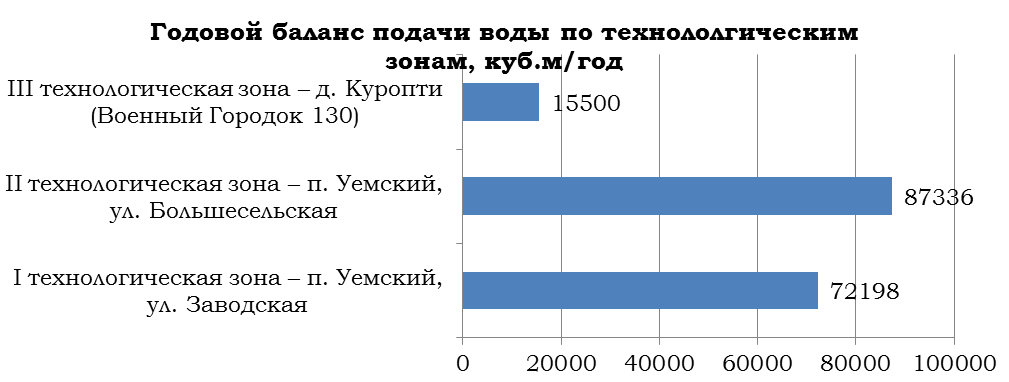 Годовой баланс подачи воды по технололгическим
зонам, куб.м/год
III технологическая зона – д. Куропти
(Военный Городок 130)
15500
II технологическая зона – п. Уемский,
ул. Большесельская
87336
I технологическая зона – п. Уемский,
ул. Заводская
72198
0 20000 40000 60000 80000 100000